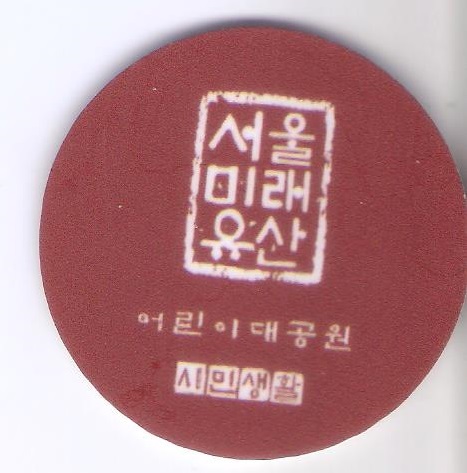 서울
미래
유산
어린이대공원
시민생활